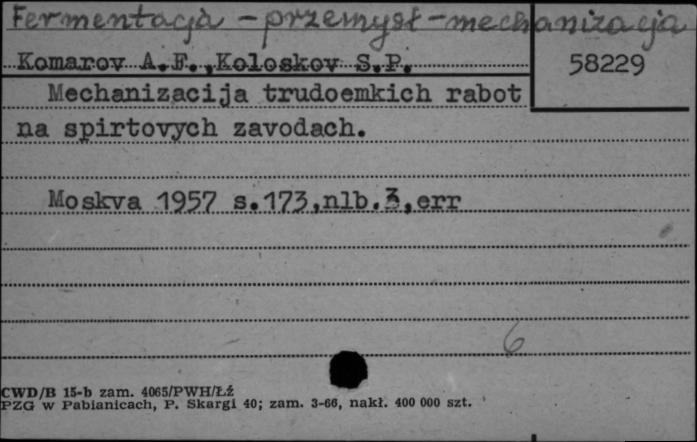 Fermentacja - przemysł - mechanizacja
Komarov A.F.,Koloskov S.P.
58229
Mechanizacija trudoemkich rabot
na spirtovych zavodach.
Moskva 1957 s.173,nlb.3,err
6
CWD/B 15-b zam. 4065/PWH/Łź
PZG w Pabianicach, P. Skargi 40; zam. 3-66, nakł. 400 000 szt.